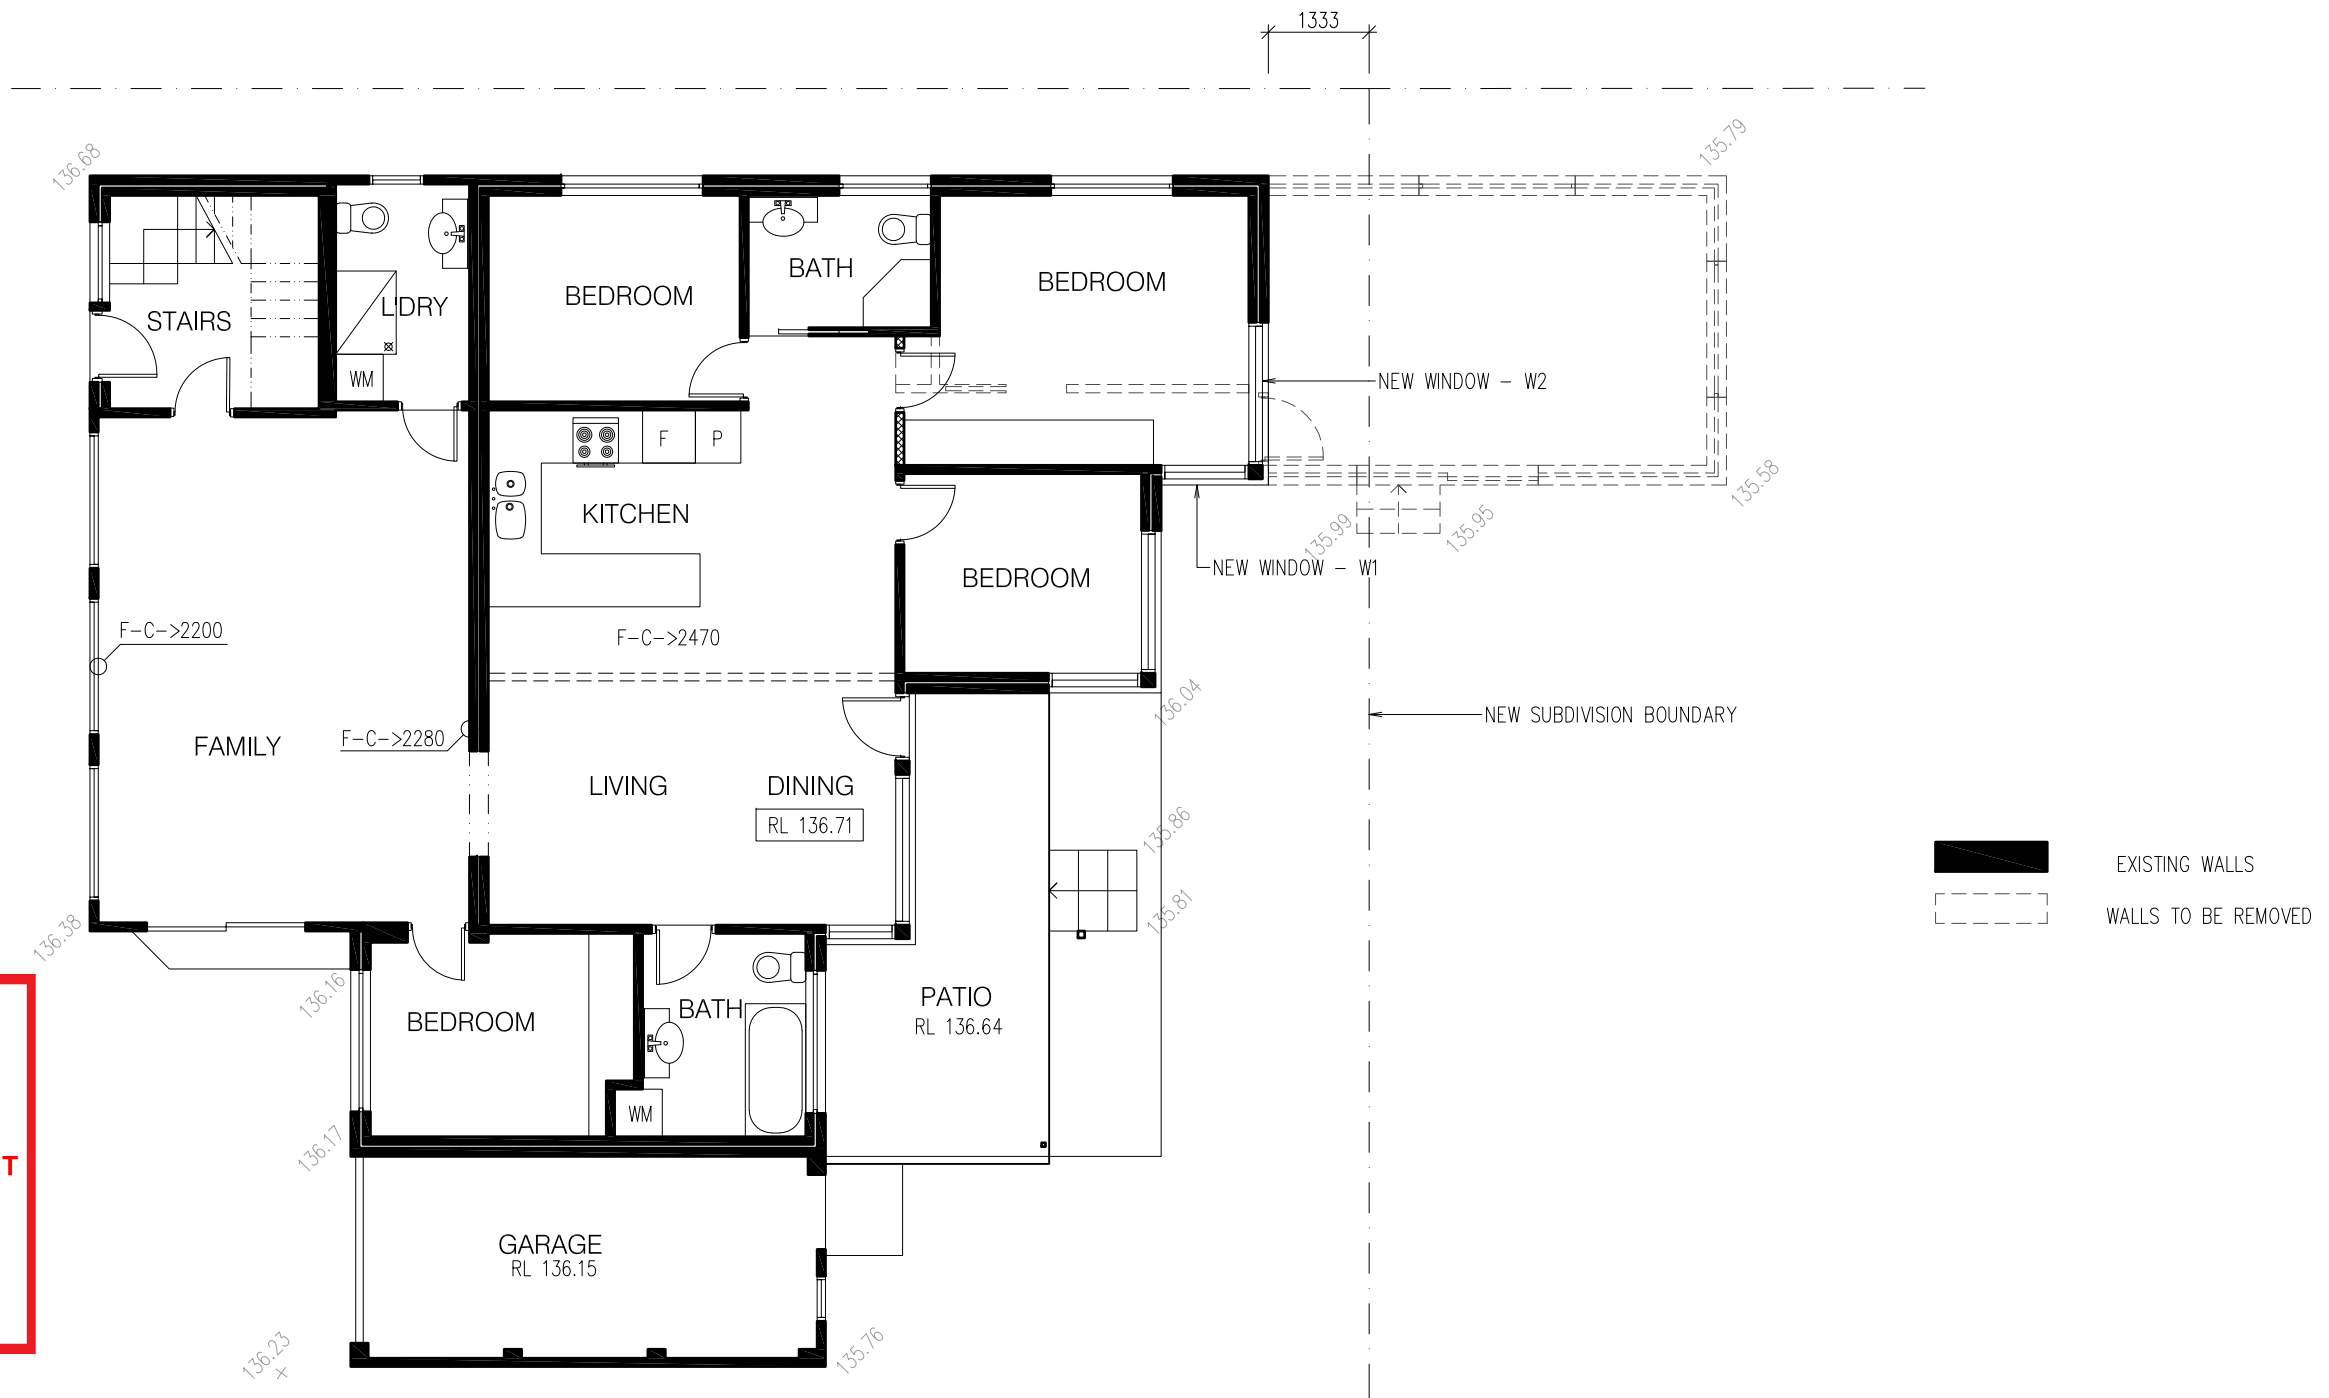 1333
136.68
135.79
BEDROOM
BATH
BEDROOM
L'DRY
STAIRS
WM
NEW WINDOW - W2
F
P
135.58
KITCHEN
135.99
135.95
NEW WINDOW - W1
BEDROOM
F-C->2200
F-C->2470
136.04
NEW SUBDIVISION BOUNDARY
FAMILY
F-C->2280
LIVING
DINING
RL 136.71
135.86
EXISTING WALLS
135.81
WALLS TO BE REMOVED
136.38
136.16
BEDROOM
BATH
PATIO
RL 136.64
WM
136.17
T
GARAGE
RL 136.15
136.23
135.76